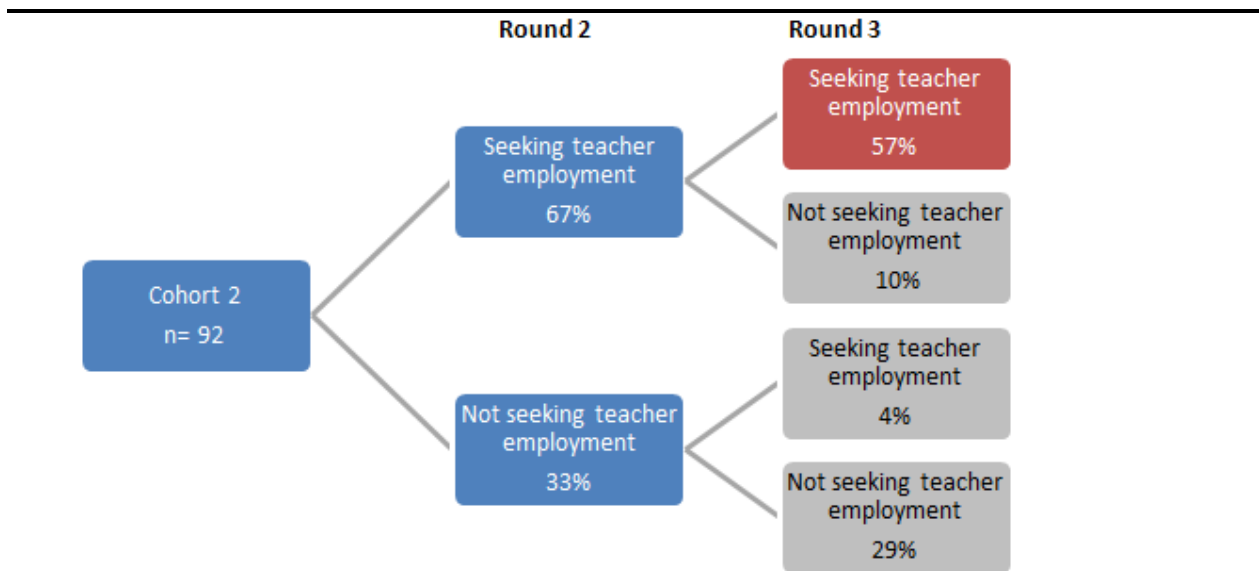 Round 2
Round 3
Cohort 2
n= 92
Seeking teacher
employment
67%
Not seeking teacher
employment
33%
Seeking teacher
employment
57%
Not seeking teacher
employment
10%
Seeking teacher
employment
4%
Not seeking teacher
employment
29%